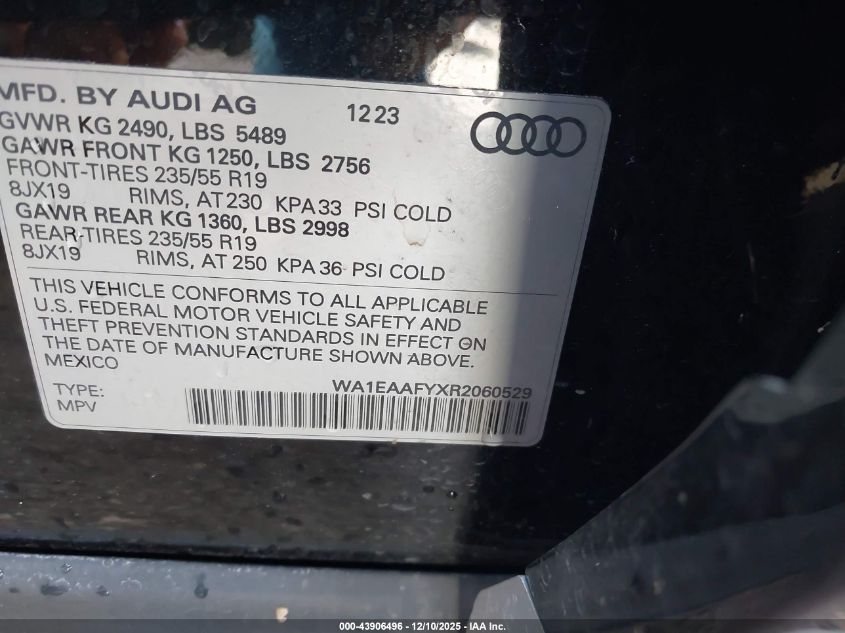 MFD. BY AUDI AG 12 23
GVWR KG 2490, LBS 5489
GAWR FRONT KG 1250, LBS 2756
FRONT-TIRES 235/55 R19
8JX19 RIMS, AT 230 KPA 33 PSI COLD
GAWR REAR KG 1360, LBS 2998
REAR-TIRES 235/55 R19
8JX19 RIMS, AT 250 KPA 36 PSI COLD
THIS VEHICLE CONFORMS TO ALL APPLICABLE
U.S. FEDERAL MOTOR VEHICLE SAFETY AND
THEFT PREVENTION STANDARDS IN EFFECT ON
THE DATE OF MANUFACTURE SHOWN ABOVE.
MEXICO
WA1EAAFYXR2060529
TYPE:
MPV
000-43906496 - 12/10/2025 - IAA Inc.